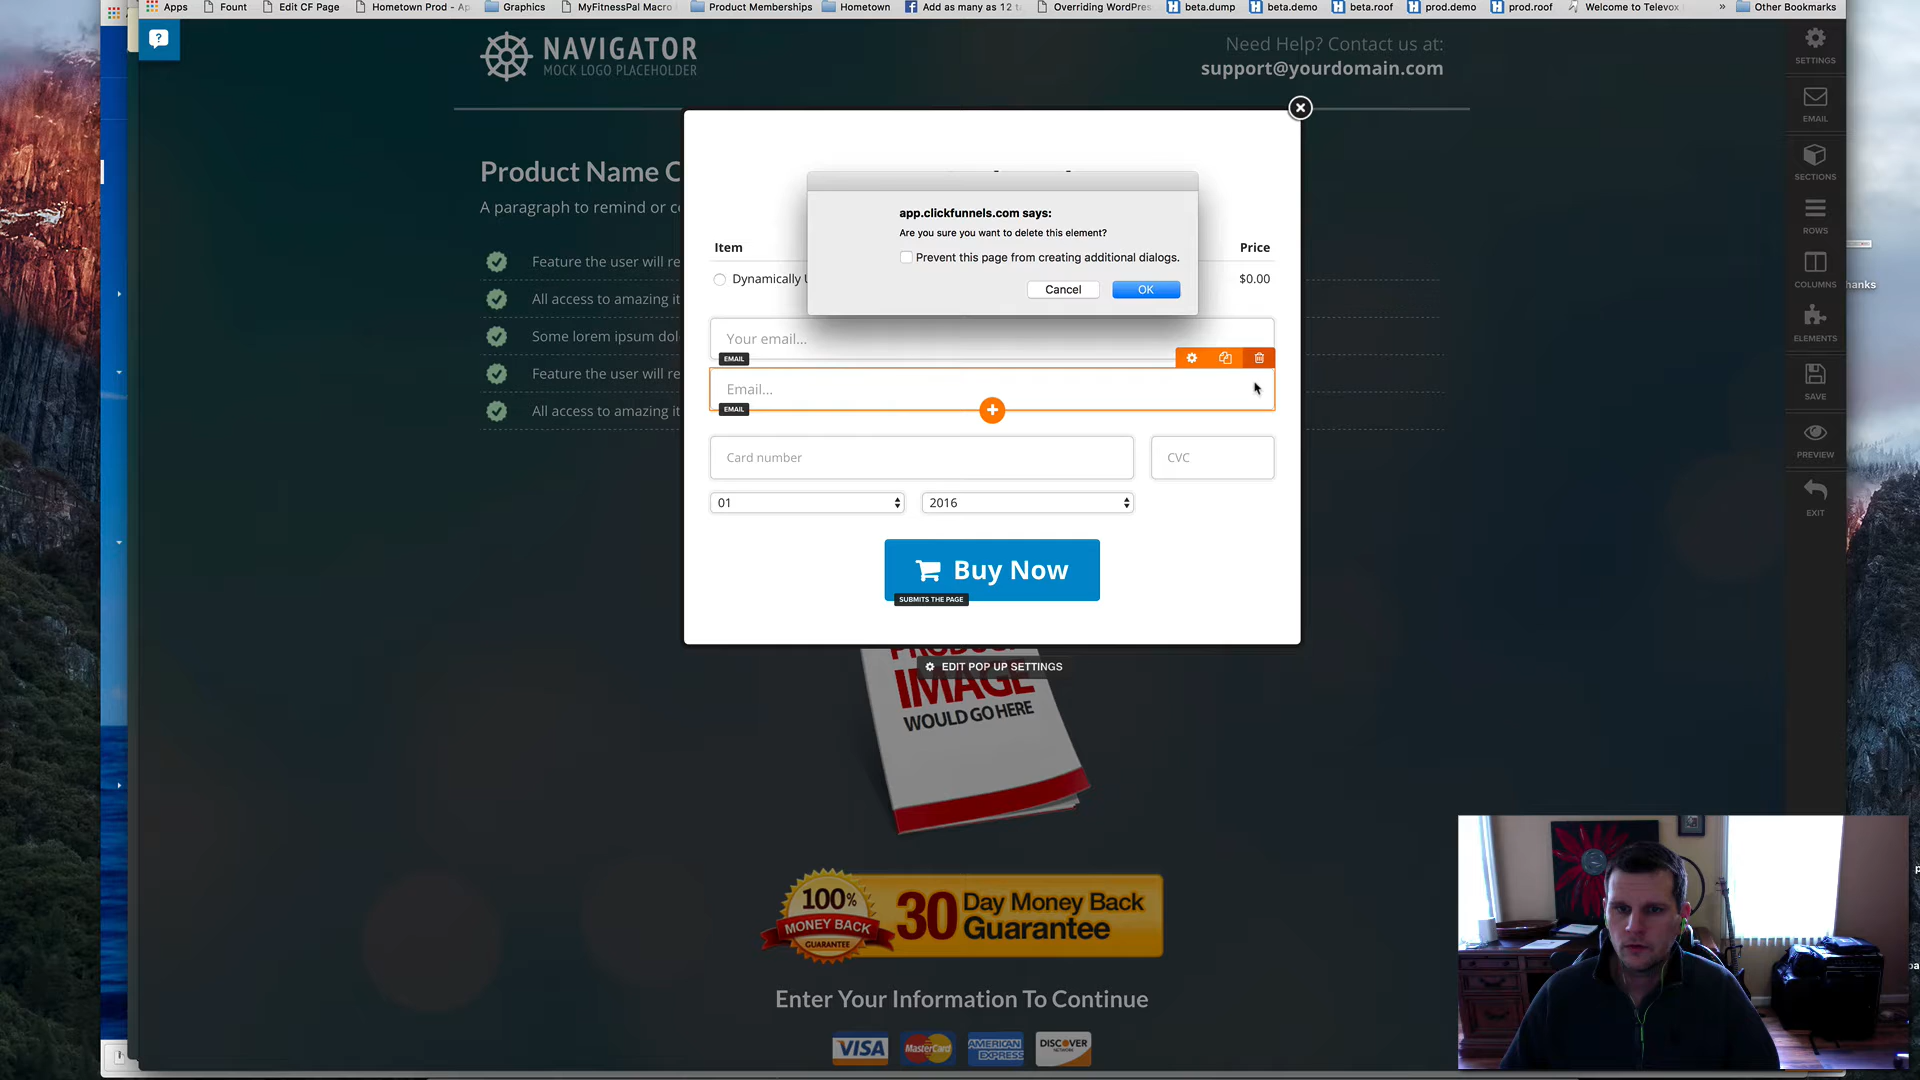 Apps
Fount
Edit CF Page
Hometown Prod - Ap
Graphics
MyFitnessPal Macro
Product Memberships
Hometown
Add as many as 12 t
Overriding WordPres
beta.dump
beta.demo
beta.roof
prod.demo
prod.roof
Welcome to Televox
»
Other Bookmarks
NAVIGATOR
MOCK LOGO PLACEHOLDER
Need Help? Contact us at:
support@yourdomain.com
SETTINGS
EMAIL
SECTIONS
ROWS
COLUMNS
ELEMENTS
SAVE
PREVIEW
EXIT
hanks
Product Name C
A paragraph to remind or c
Feature the user will re
All access to amazing it
Some lorem ipsum dol
Feature the user will re
All access to amazing it
app.clickfunnels.com says:
Are you sure you want to delete this element?
Prevent this page from creating additional dialogs.
Cancel
OK
Item
Price
Dynamically U
$0.00
Your email...
EMAIL
Email...
EMAIL
Card number
CVC
01
2016
Buy Now
SUBMITS THE PAGE
EDIT POP UP SETTINGS
IMAGE
WOULD GO HERE
100%
MONEY BACK
GUARANTEE
30 Day Money Back
Guarantee
Enter Your Information To Continue
VISA
MasterCard
AMERICAN
EXPRESS
DISCOVER